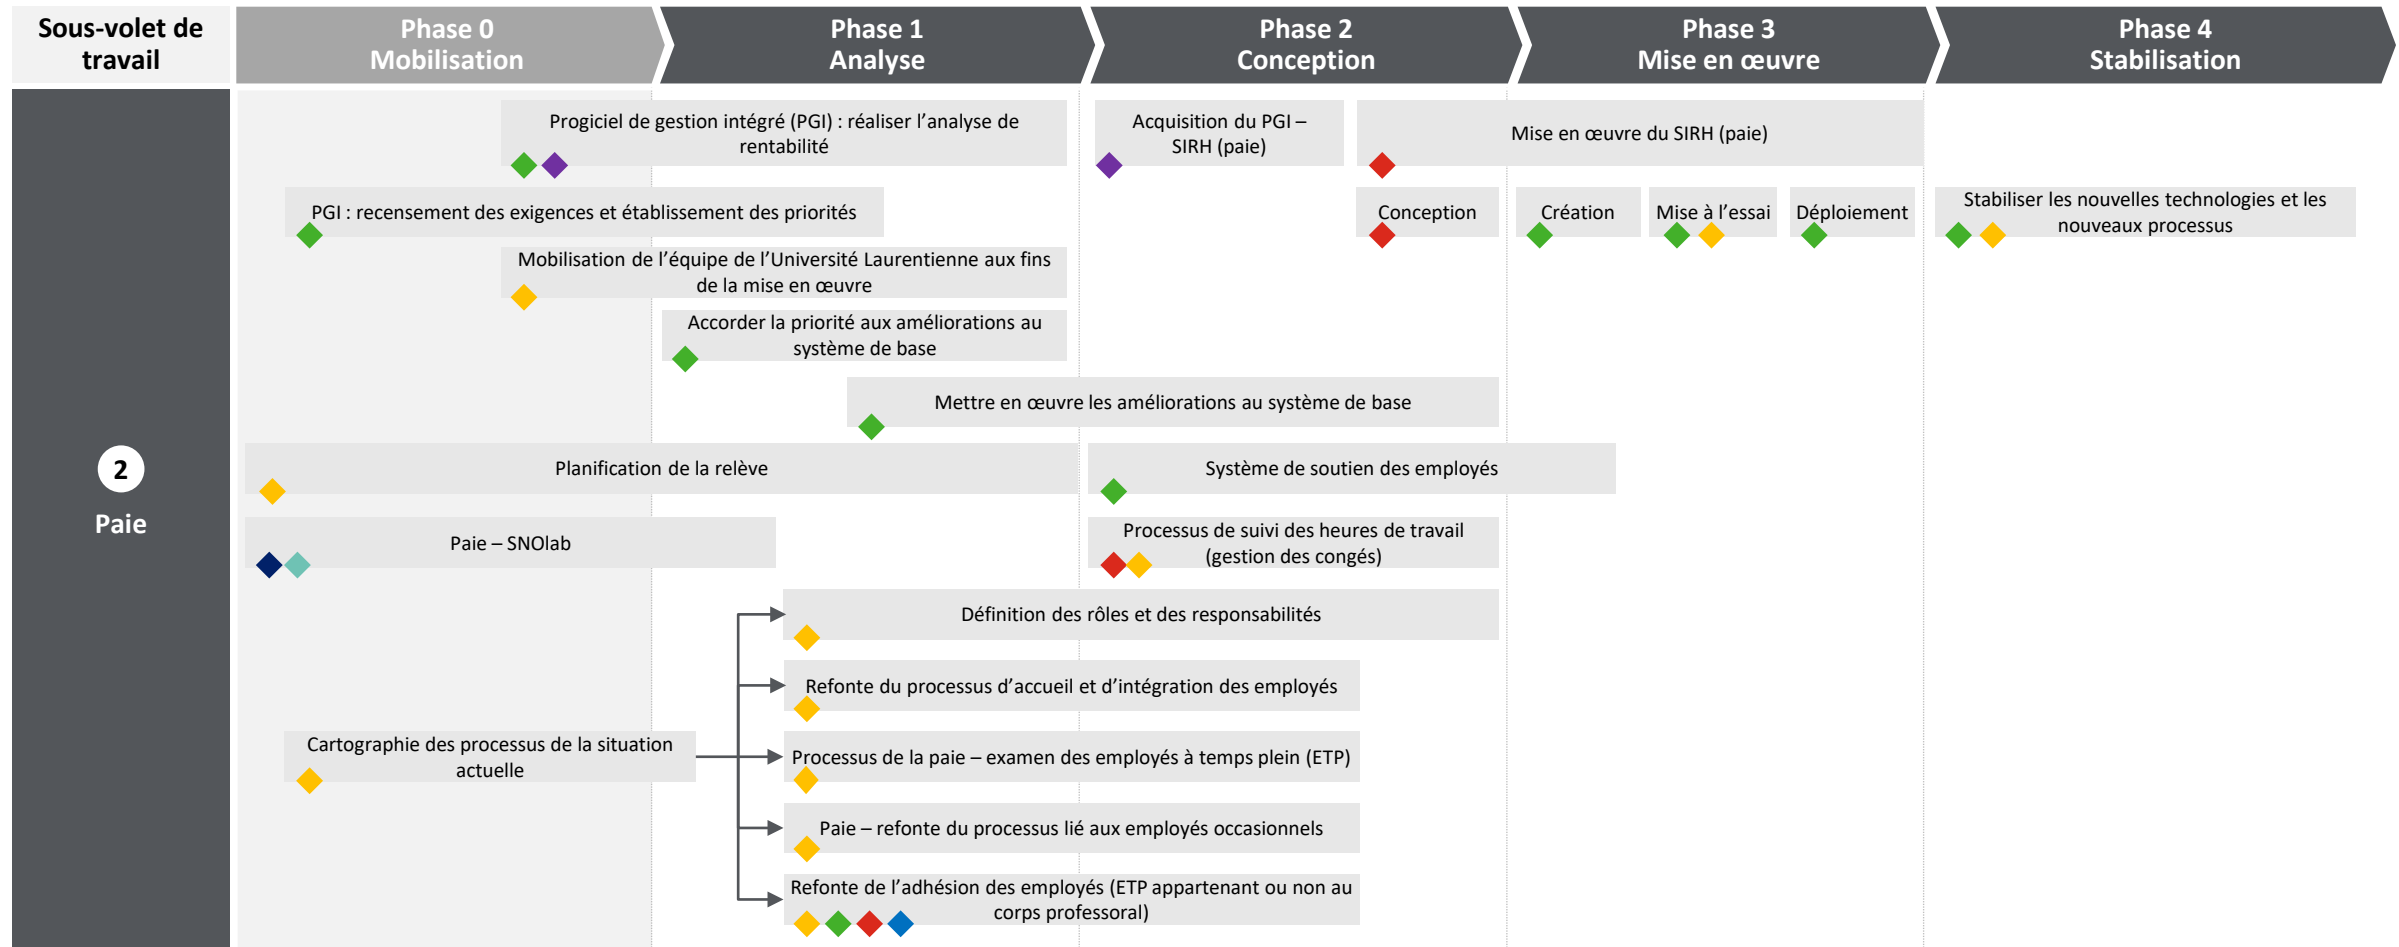 Sous-volet de
travail
Phase 0
Mobilisation
Phase 1
Analyse
Phase 2
Conception
Phase 3
Mise en œuvre
Phase 4
Stabilisation
2
Paie
Progiciel de gestion intégré (PGI) : réaliser l’analyse de
rentabilité
Acquisition du PGI –
SIRH (paie)
Mise en œuvre du SIRH (paie)
PGI : recensement des exigences et établissement des priorités
Conception
Création
Mise à l’essai
Déploiement
Stabiliser les nouvelles technologies et les
nouveaux processus
Mobilisation de l’équipe de l’Université Laurentienne aux fins
de la mise en œuvre
Accorder la priorité aux améliorations au
système de base
Mettre en œuvre les améliorations au système de base
Planification de la relève
Système de soutien des employés
Paie – SNOlab
Processus de suivi des heures de travail
(gestion des congés)
Définition des rôles et des responsabilités
Refonte du processus d’accueil et d’intégration des employés
Cartographie des processus de la situation
actuelle
Processus de la paie – examen des employés à temps plein (ETP)
Paie – refonte du processus lié aux employés occasionnels
Refonte de l’adhésion des employés (ETP appartenant ou non au
corps professoral)